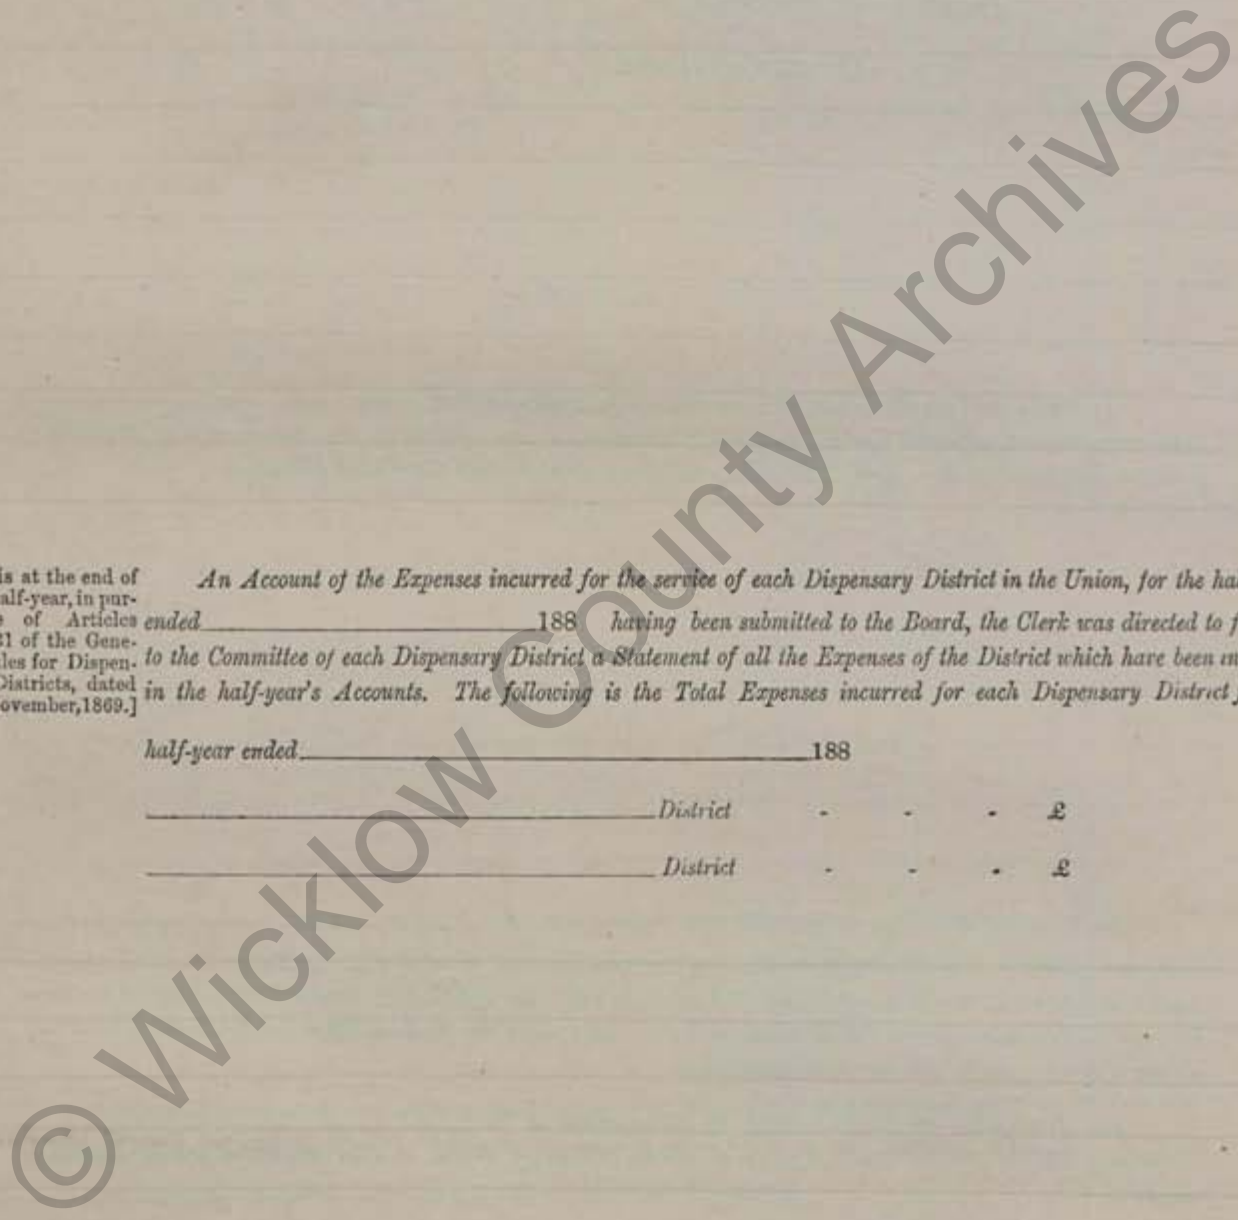 is at the end of
alf-year, in pur-
of Articles
31 of the Gene-
les for Dispen-
Districts, dated
ovember, 1869.]
An Account of the Expenses incurred for the service of each Dispensary District in the Union, for the ha
ended 188 having been submitted to the Board, the Clerk was directed to f
to the Committee of each Dispensary District a Statement of all the Expenses of the District which have been in
in the half-year's Accounts. The following is the Total Expenses incurred for each Dispensary District
half-year ended 188
District - - - £
District - - - £
© Wicklow County Archives